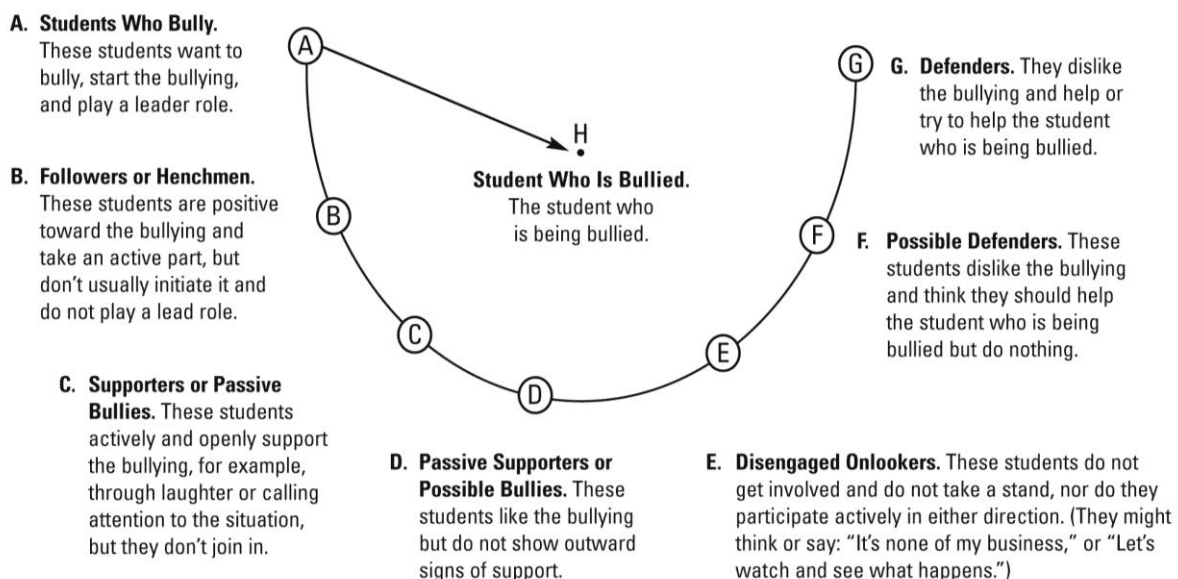 A. Students Who Bully.
These students want to
bully, start the bullying,
and play a leader role.
A
B. Followers or Henchmen.
These students are positive
toward the bullying and
take an active part, but
don't usually initiate it and
do not play a lead role.
B
C. Supporters or Passive
Bullies. These students
actively and openly support
the bullying, for example,
through laughter or calling
attention to the situation,
but they don't join in.
C
D
D. Passive Supporters or
Possible Bullies. These
students like the bullying
but do not show outward
signs of support.
E
E. Disengaged Onlookers. These students do not
get involved and do not take a stand, nor do they
participate actively in either direction. (They might
think or say: “It's none of my business,” or “Let's
watch and see what happens.”)
F
F. Possible Defenders. These
students dislike the bullying
and think they should help
the student who is being
bullied but do nothing.
G
G. Defenders. They dislike
the bullying and help or
try to help the student
who is being bullied.
H
Student Who Is Bullied.
The student who
is being bullied.